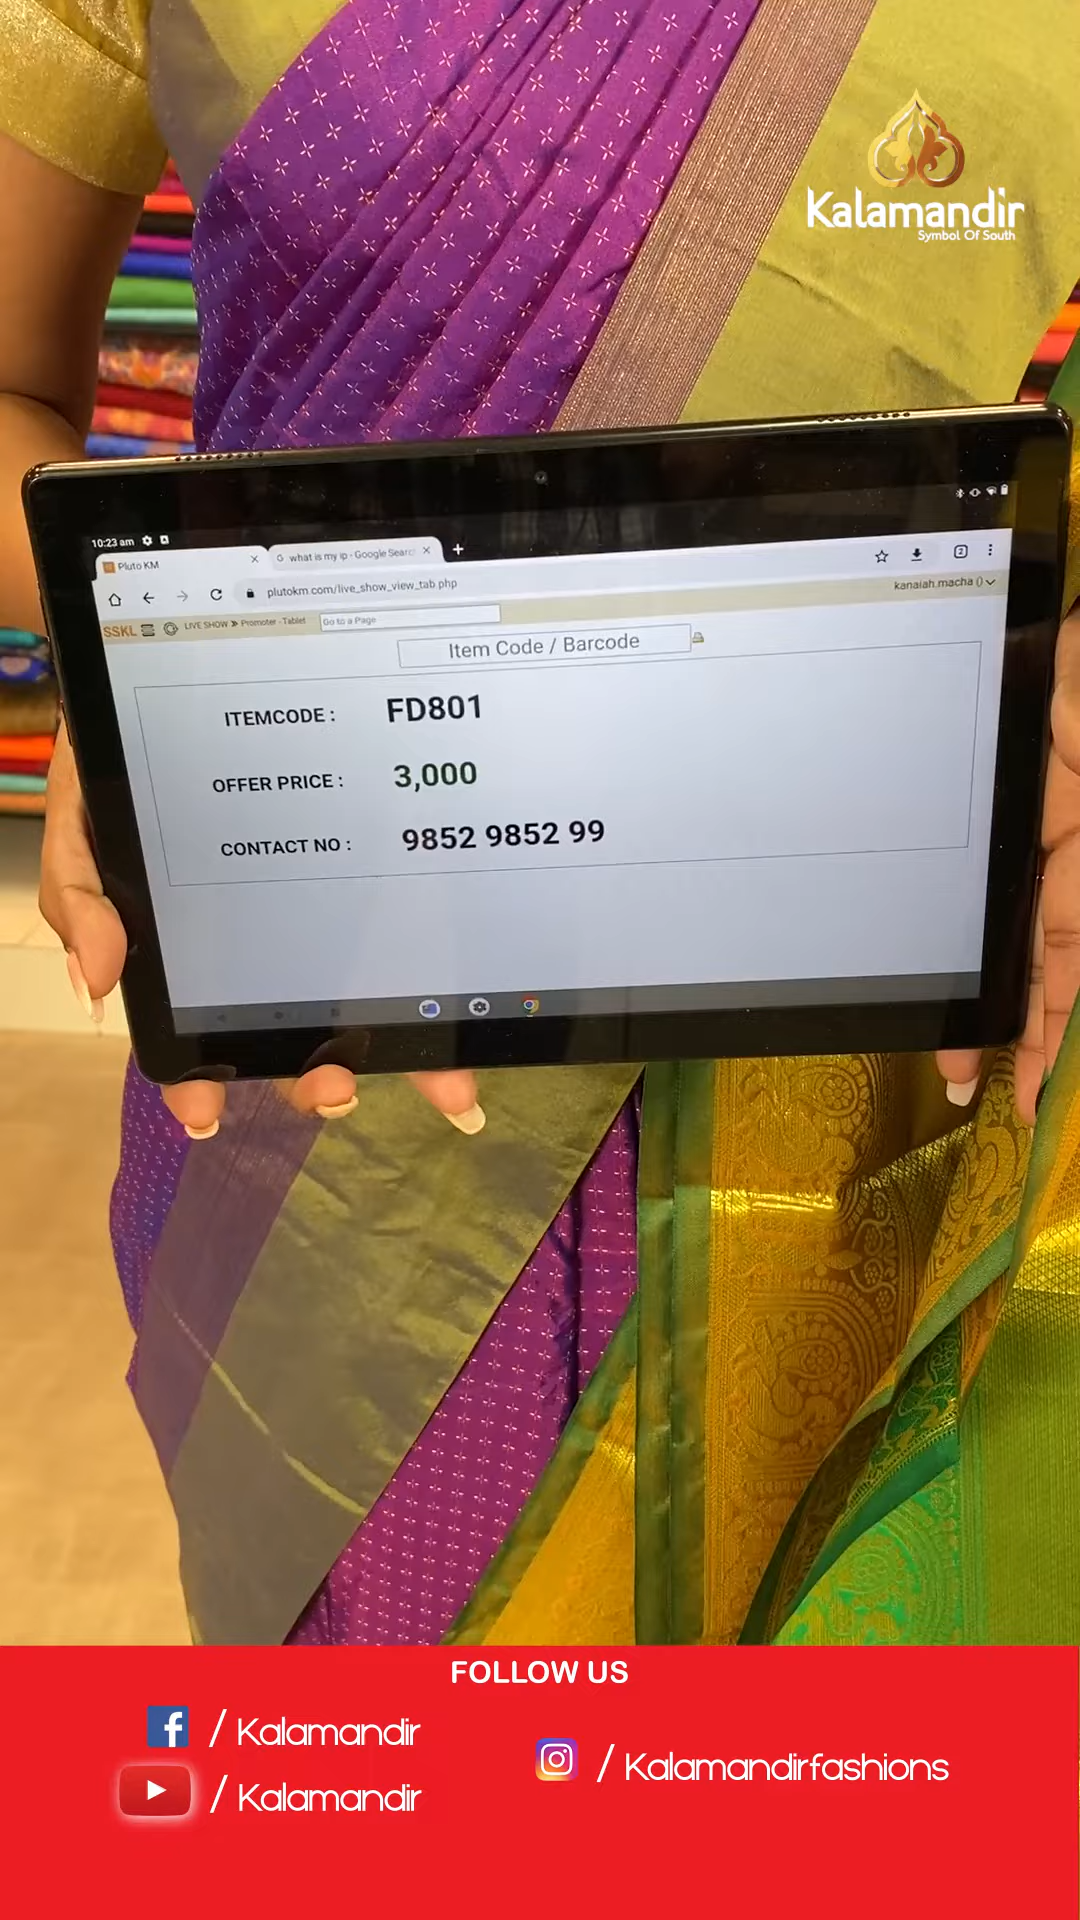 Kalamandir
Symbol Of South
10:23 am
Pluto KM
what is my ip - Google Searc
plutokm.com/live_show_view_tab.php
2
kanaiah.macha ()
SSKL
LIVE SHOW » Promoter - Tablet
Go to a Page
Item Code / Barcode
ITEMCODE : FD801
OFFER PRICE : 3,000
CONTACT NO : 9852 9852 99
FOLLOW US
/ Kalamandir
/ Kalamandir
/ Kalamandirfashions